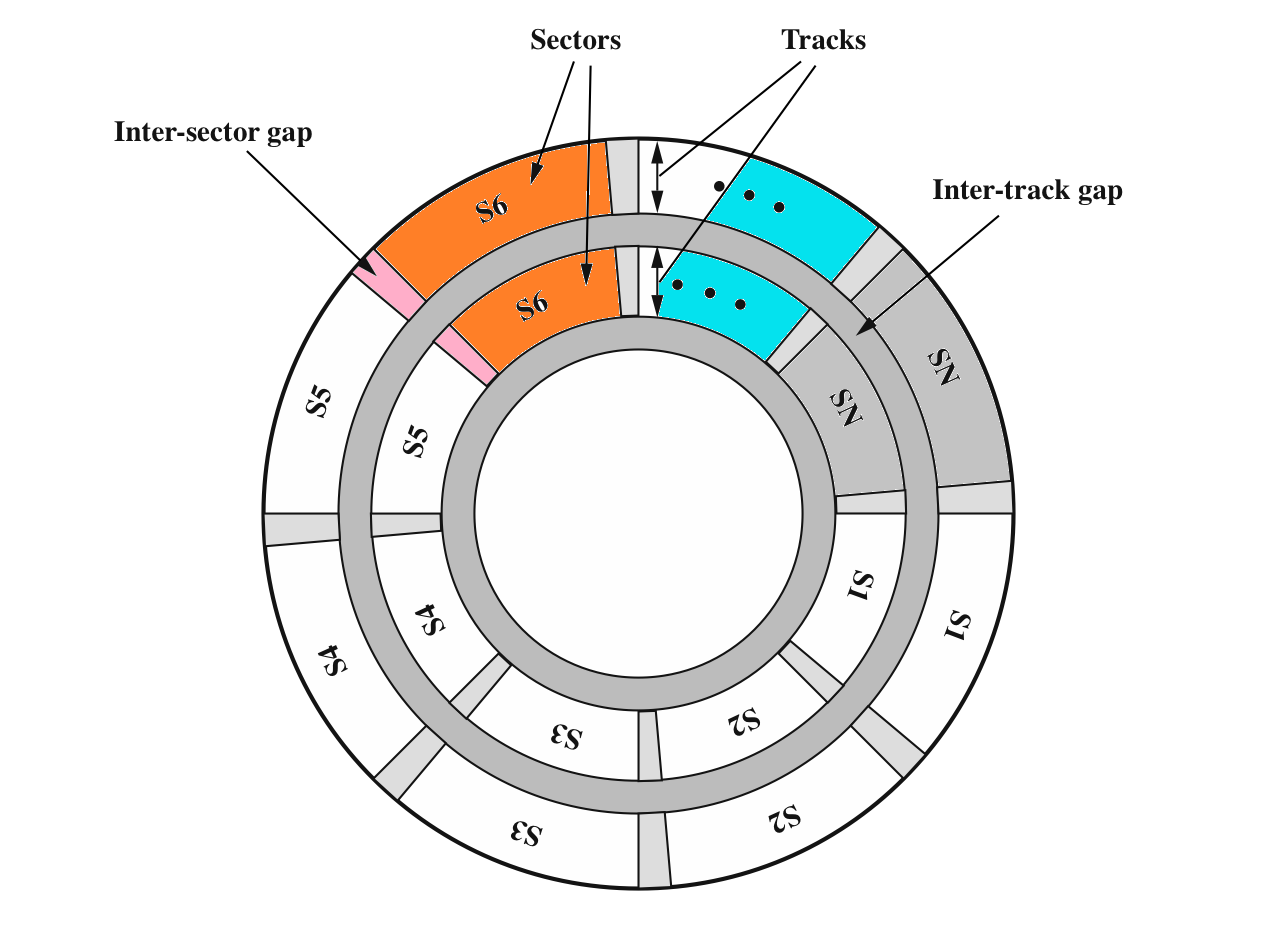 Sectors
Tracks
Inter-sector gap
Inter-track gap
S6
S6
SN
SN
S5
S5
S1
S1
S4
S4
S2
S2
S3
S3